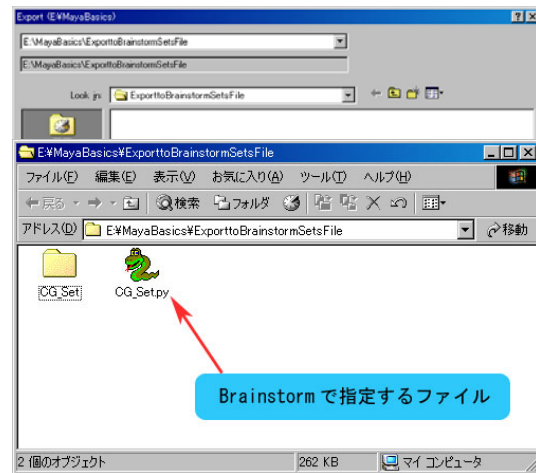 Export (E¥MayaBasics)
E:\MayaBasics\ExporttoBrainstormSetsFile
E:\MayaBasics\ExporttoBrainstormSetsFile
Look in: ExporttoBrainstormSetsFile
E¥MayaBasics¥ExporttoBrainstormSetsFile
ファイル(F) 編集(E) 表示(V) お気に入り(A) ツール(T) ヘルプ(H)
戻る 検索 フォルダ
アドレス(D) E¥MayaBasics¥ExporttoBrainstormSetsFile 移動
CG_Set CG_Set.py
Brainstormで指定するファイル
2 個のオブジェクト 262 KB マイ コンピュータ